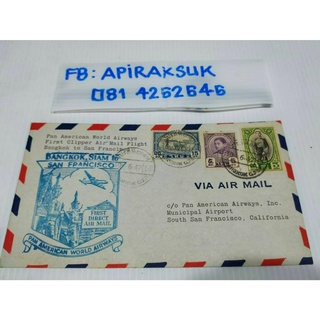 FB: APIRAKSUK
081 4252646
Pan American World Airways
First Clipper Air Mail Flight
Bangkok to San Francisco
BANGKOK, SIAM to
SAN FRANCISCO
FIRST
DIRECT
AIR MAIL
PAN AMERICAN WORLD AIRWAYS
VIA AIR MAIL
c/o Pan American Airways, Inc.
Municipal Airport
South San Francisco, California